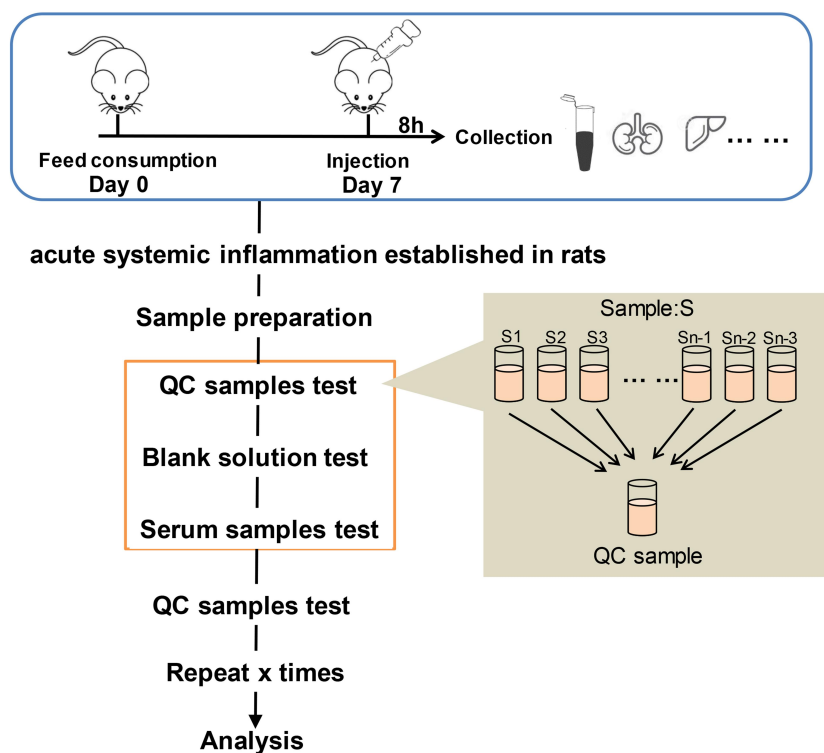 8h
Collection
... ...
Feed consumption
Day 0
Injection
Day 7
acute systemic inflammation established in rats
Sample preparation
QC samples test
Blank solution test
Serum samples test
QC samples test
Repeat x times
Analysis
Sample:S
S1 S2 S3 Sn-1 Sn-2 Sn-3
... ...
QC sample